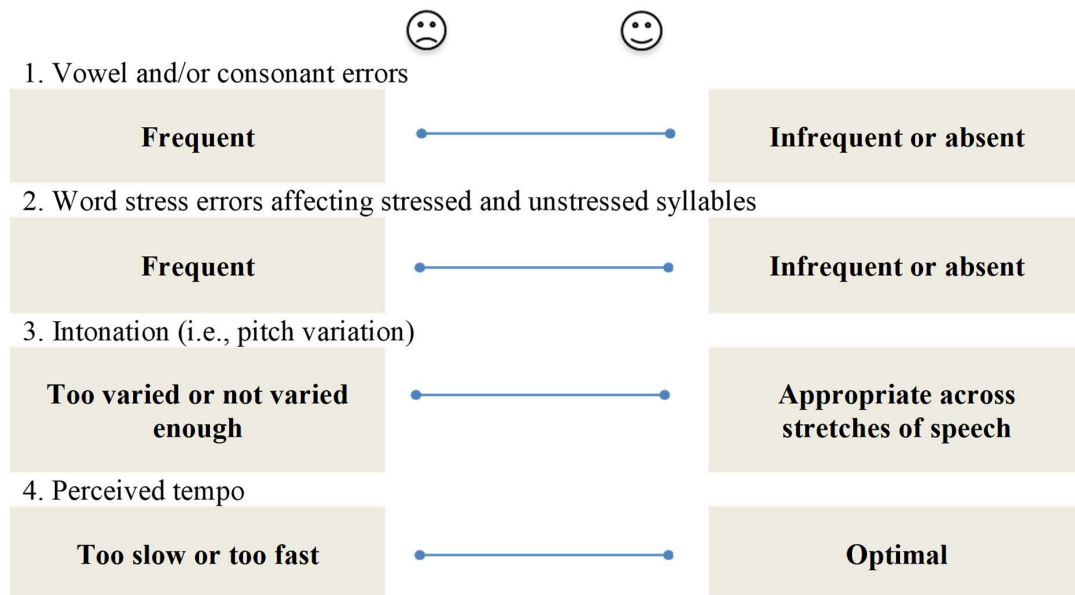 1. Vowel and/or consonant errors
Frequent
Infrequent or absent
2. Word stress errors affecting stressed and unstressed syllables
Frequent
Infrequent or absent
3. Intonation (i.e., pitch variation)
Too varied or not varied
enough
Appropriate across
stretches of speech
4. Perceived tempo
Too slow or too fast
Optimal